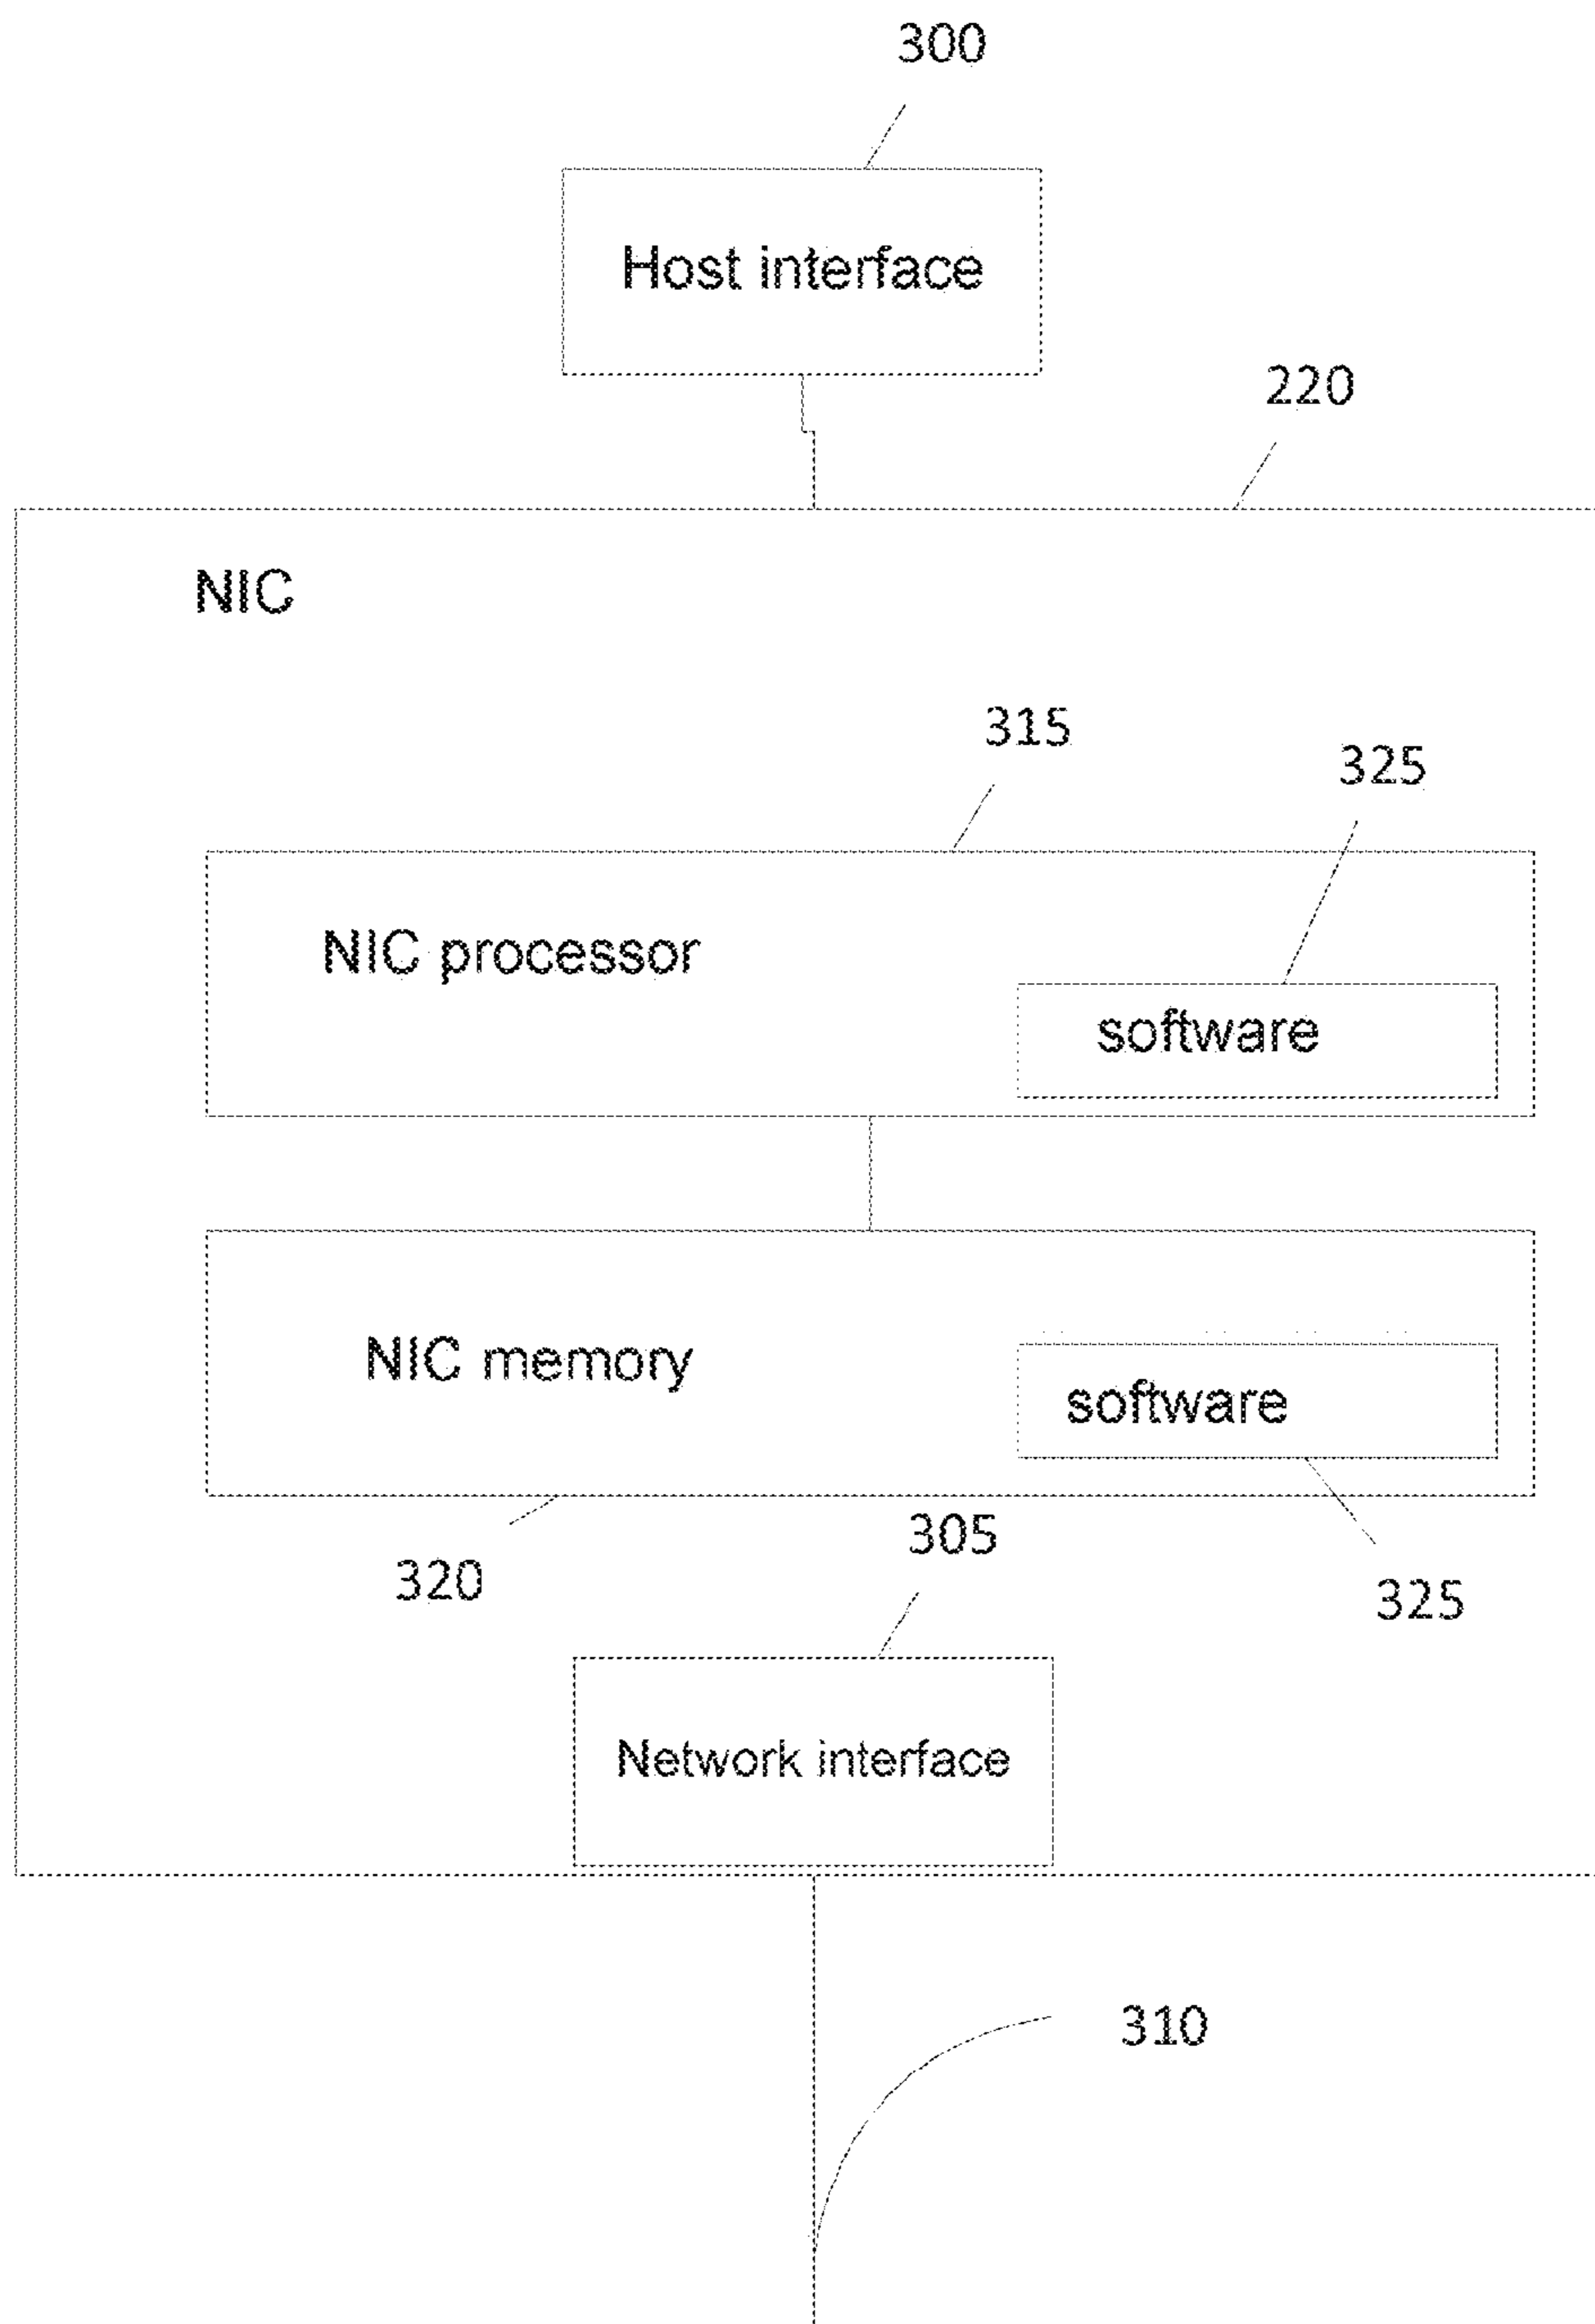 300
Host interface
220
NIC
315
325
NIC processor
software
NIC memory
software
305
320
325
Network interface
310